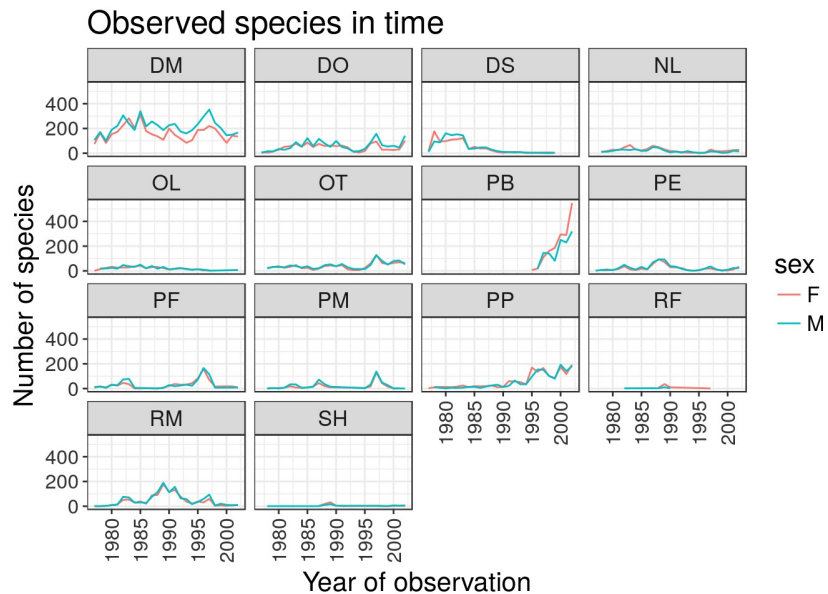 Observed species in time
DM DO DS NL
400
200
0
OL OT PB PE
400
200
0
PF PM PP RF
400
200
0
1980 1985 1990 1995 2000 1980 1985 1990 1995 2000
RM SH
400
200
0
1980 1985 1990 1995 2000 1980 1985 1990 1995 2000
Number of species
Year of observation
sex
F
M